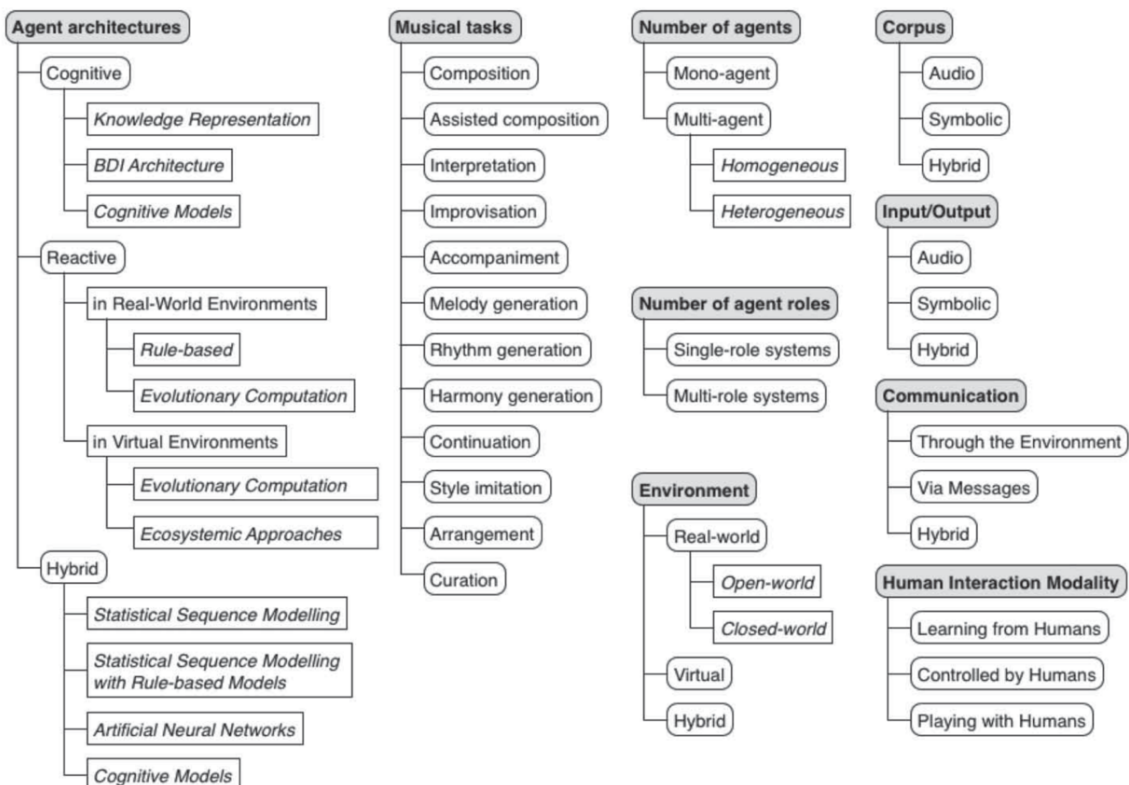 Agent architectures
Cognitive
Knowledge Representation
BDI Architecture
Cognitive Models
Reactive
in Real-World Environments
Rule-based
Evolutionary Computation
in Virtual Environments
Evolutionary Computation
Ecosystemic Approaches
Hybrid
Statistical Sequence Modelling
Statistical Sequence Modelling
with Rule-based Models
Artificial Neural Networks
Cognitive Models
Musical tasks
Composition
Assisted composition
Interpretation
Improvisation
Accompaniment
Melody generation
Rhythm generation
Harmony generation
Continuation
Style imitation
Arrangement
Curation
Number of agents
Mono-agent
Multi-agent
Homogeneous
Heterogeneous
Number of agent roles
Single-role systems
Multi-role systems
Environment
Real-world
Open-world
Closed-world
Virtual
Hybrid
Corpus
Audio
Symbolic
Hybrid
Input/Output
Audio
Symbolic
Hybrid
Communication
Through the Environment
Via Messages
Hybrid
Human Interaction Modality
Learning from Humans
Controlled by Humans
Playing with Humans